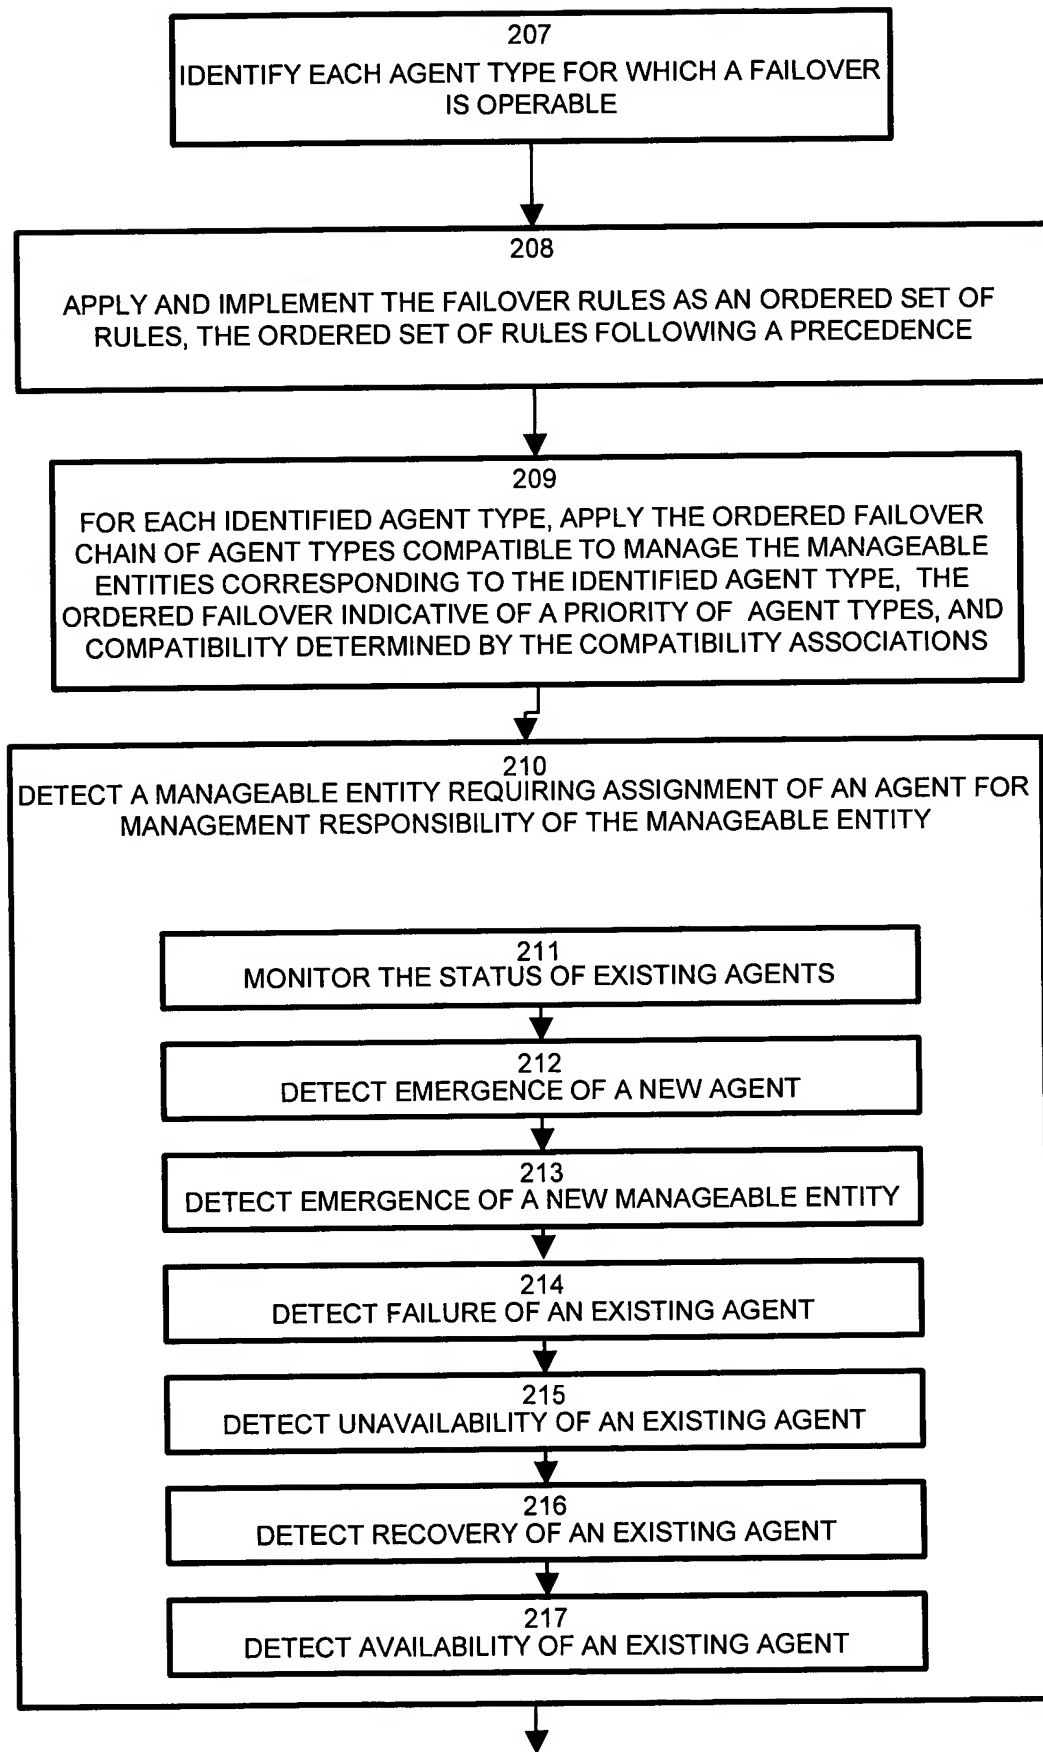 207
IDENTIFY EACH AGENT TYPE FOR WHICH A FAILOVER
IS OPERABLE
208
APPLY AND IMPLEMENT THE FAILOVER RULES AS AN ORDERED SET OF
RULES, THE ORDERED SET OF RULES FOLLOWING A PRECEDENCE
209
FOR EACH IDENTIFIED AGENT TYPE, APPLY THE ORDERED FAILOVER
CHAIN OF AGENT TYPES COMPATIBLE TO MANAGE THE MANAGEABLE
ENTITIES CORRESPONDING TO THE IDENTIFIED AGENT TYPE, THE
ORDERED FAILOVER INDICATIVE OF A PRIORITY OF AGENT TYPES, AND
COMPATIBILITY DETERMINED BY THE COMPATIBILITY ASSOCIATIONS
210
DETECT A MANAGEABLE ENTITY REQUIRING ASSIGNMENT OF AN AGENT FOR
MANAGEMENT RESPONSIBILITY OF THE MANAGEABLE ENTITY
211
MONITOR THE STATUS OF EXISTING AGENTS
212
DETECT EMERGENCE OF A NEW AGENT
213
DETECT EMERGENCE OF A NEW MANAGEABLE ENTITY
214
DETECT FAILURE OF AN EXISTING AGENT
215
DETECT UNAVAILABILITY OF AN EXISTING AGENT
216
DETECT RECOVERY OF AN EXISTING AGENT
217
DETECT AVAILABILITY OF AN EXISTING AGENT